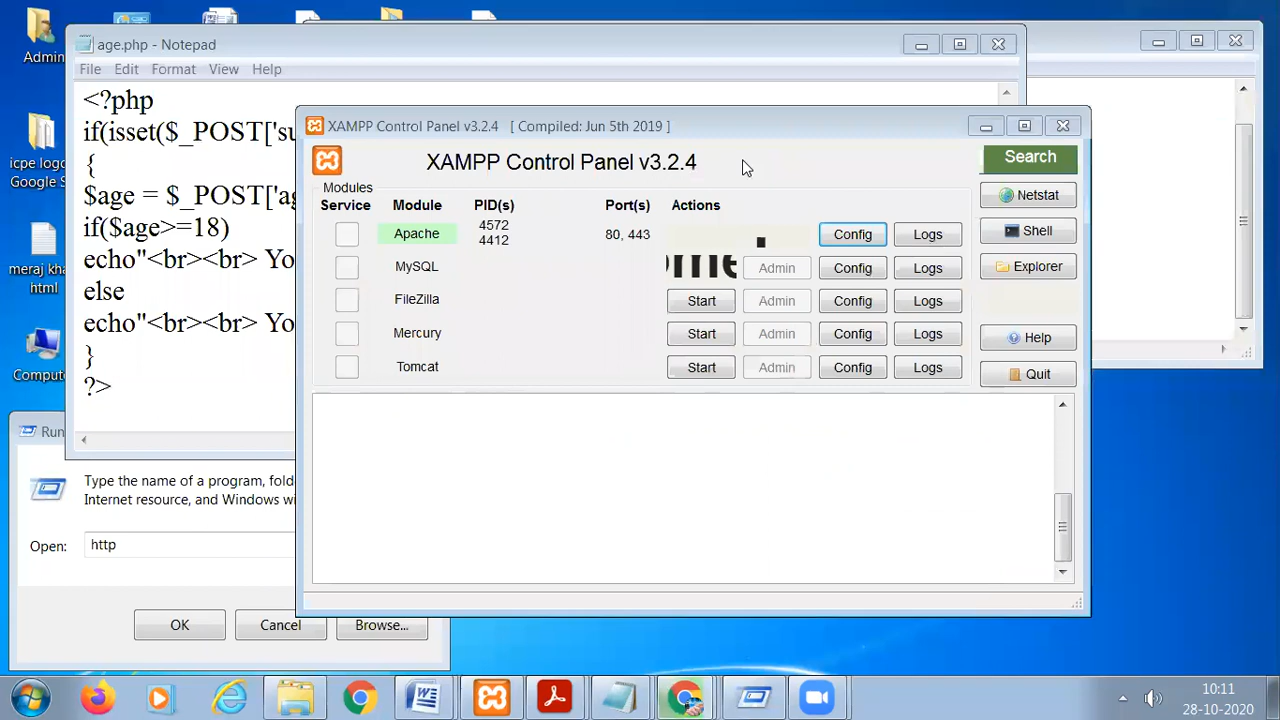 Admin
icpe logo
Google S
meraj kha
html
Compute
age.php - Notepad
File Edit Format View Help
<?php
if(isset($_POST['su
{
$age = $_POST['ag
if($age>=18)
echo"<br><br> Yo
else
echo"<br><br> Yo
}
?>
XAMPP Control Panel v3.2.4 [ Compiled: Jun 5th 2019 ]
XAMPP Control Panel v3.2.4
Search
Modules
Service Module PID(s) Port(s) Actions
Apache 4572 4412 80, 443 Config Logs
MySQL Admin Config Logs
FileZilla Start Admin Config Logs
Mercury Start Admin Config Logs
Tomcat Start Admin Config Logs
Netstat
Shell
Explorer
Help
Quit
Run
Type the name of a program, fold
Internet resource, and Windows wi
Open: http
OK Cancel Browse...
10:11
28-10-2020